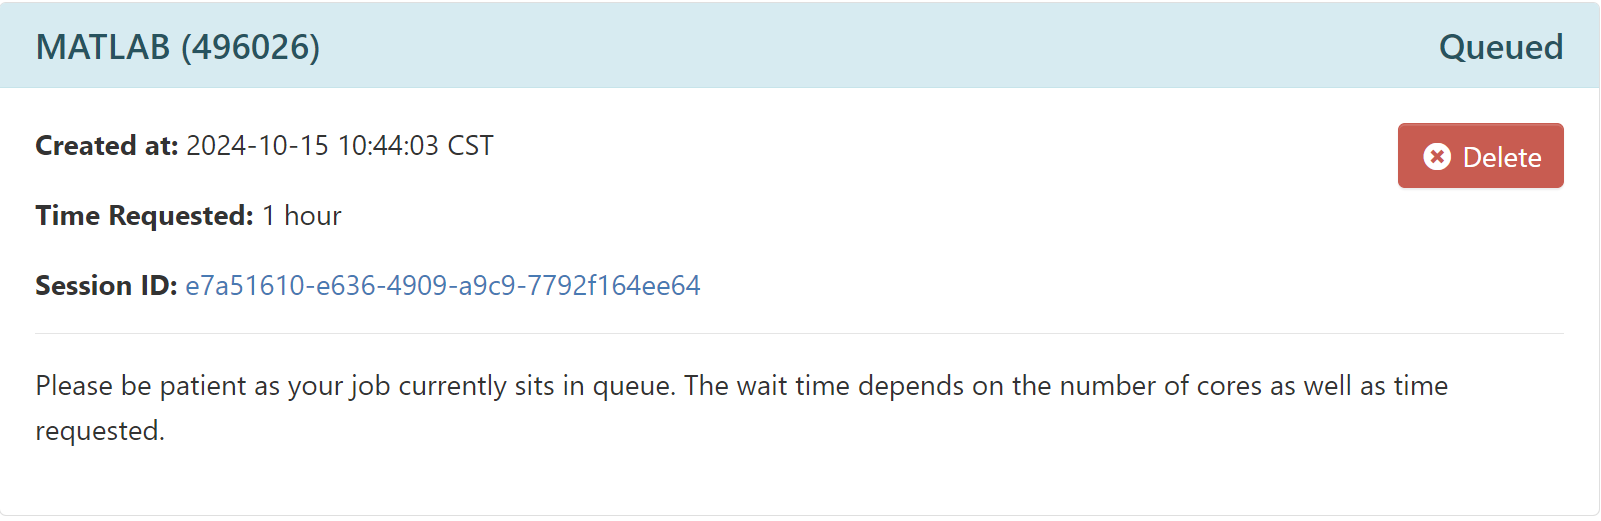 MATLAB (496026)
Queued
Created at: 2024-10-15 10:44:03 CST
Delete
Time Requested: 1 hour
Session ID: e7a51610-e636-4909-a9c9-7792f164ee64
Please be patient as your job currently sits in queue. The wait time depends on the number of cores as well as time
requested.